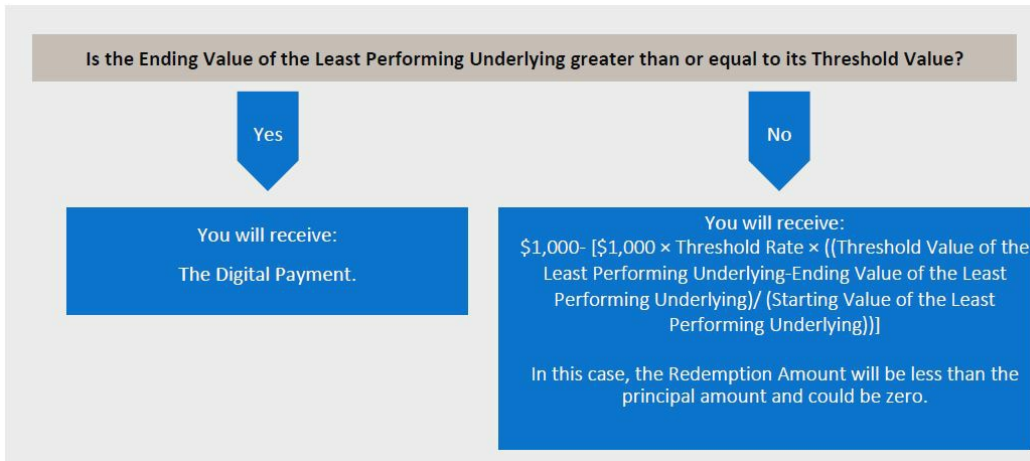 Is the Ending Value of the Least Performing Underlying greater than or equal to its Threshold Value?
Yes
No
You will receive:
The Digital Payment.
You will receive:
$1,000- [$1,000 × Threshold Rate × ((Threshold Value of the
Least Performing Underlying-Ending Value of the Least
Performing Underlying)/ (Starting Value of the Least
Performing Underlying))]
In this case, the Redemption Amount will be less than the
principal amount and could be zero.